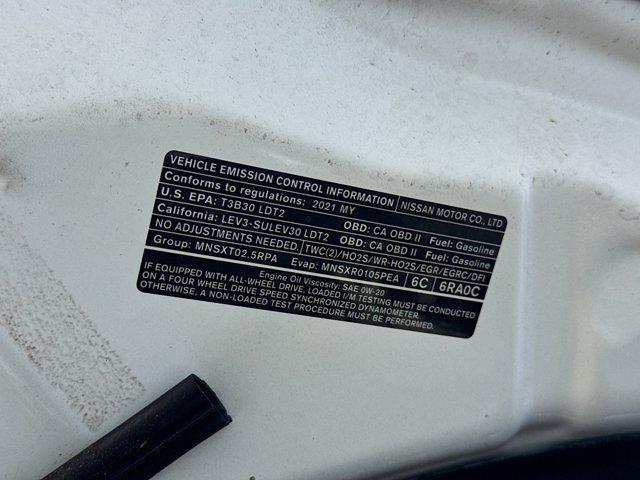 VEHICLE EMISSION CONTROL INFORMATION NISSAN MOTOR CO., LTD
Conforms to regulations: 2021 MY
U.S. EPA: T3B30 LDT2 OBD: CA OBD II Fuel: Gasoline
California: LEV3-SULEV30 LDT2 OBD: CA OBD II Fuel: Gasoline
NO ADJUSTMENTS NEEDED. TWC(2)/HO2S/WR-HO2S/EGR/EGRC/DFI
Group: MNSXT02.5RPA Evap: MNSXR0105PEA 6C 6RA0C
Engine Oil Viscosity: SAE 0W-20
IF EQUIPPED WITH ALL-WHEEL DRIVE, LOADED I/M TESTING MUST BE CONDUCTED
ON A FOUR WHEEL DRIVE SPEED SYNCHRONIZED DYNAMOMETER.
OTHERWISE, A NON-LOADED TEST PROCEDURE MUST BE PERFORMED.